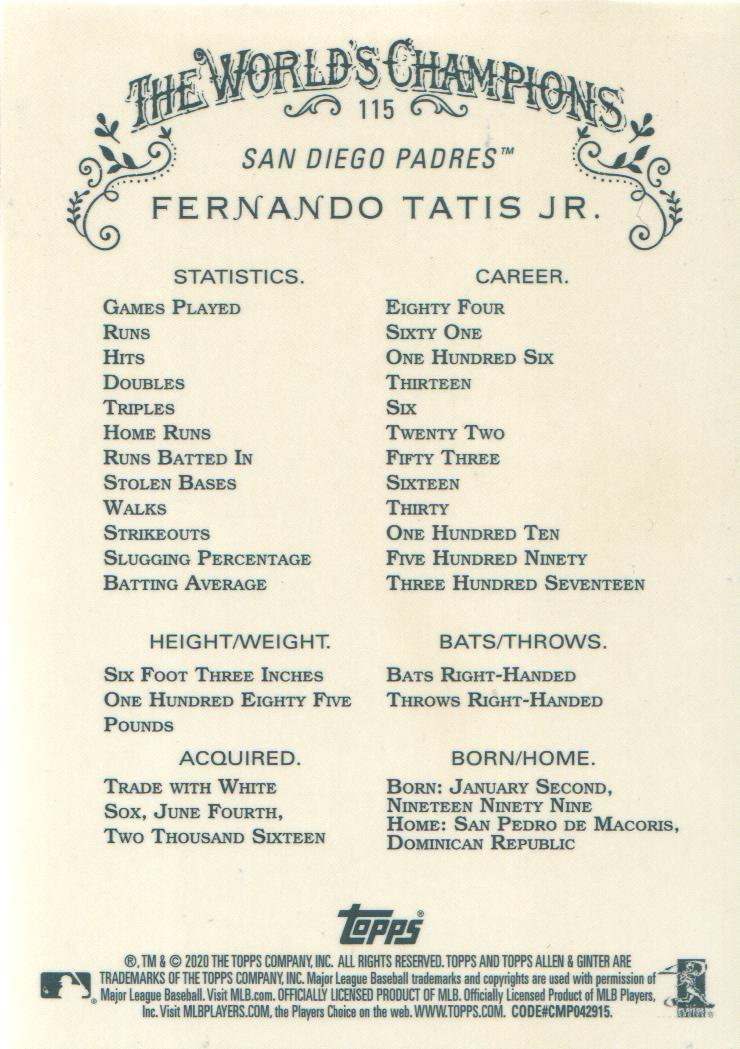 THE WORLD'S CHAMPIONS
115
SAN DIEGO PADRES™
FERNANDO TATIS JR.
STATISTICS. CAREER.
GAMES PLAYED EIGHTY FOUR
RUNS SIXTY ONE
HITS ONE HUNDRED SIX
DOUBLES THIRTEEN
TRIPLES SIX
HOME RUNS TWENTY TWO
RUNS BATTED IN FIFTY THREE
STOLEN BASES SIXTEEN
WALKS THIRTY
STRIKEOUTS ONE HUNDRED TEN
SLUGGING PERCENTAGE FIVE HUNDRED NINETY
BATTING AVERAGE THREE HUNDRED SEVENTEEN
HEIGHT/WEIGHT.
SIX FOOT THREE INCHES
ONE HUNDRED EIGHTY FIVE
POUNDS
BATS/THROWS.
BATS RIGHT-HANDED
THROWS RIGHT-HANDED
ACQUIRED.
TRADE WITH WHITE
SOX, JUNE FOURTH,
TWO THOUSAND SIXTEEN
BORN/HOME.
BORN: JANUARY SECOND,
NINETEEN NINETY NINE
HOME: SAN PEDRO DE MACORIS,
DOMINICAN REPUBLIC
topps®
®, TM & © 2020 THE TOPPS COMPANY, INC. ALL RIGHTS RESERVED. TOPPS AND TOPPS ALLEN & GINTER ARE
TRADEMARKS OF THE TOPPS COMPANY, INC. Major League Baseball trademarks and copyrights are used with permission of
Major League Baseball. Visit MLB.com. OFFICIALLY LICENSED PRODUCT OF MLB. Officially Licensed Product of MLB Players,
Inc. Visit MLBPLAYERS.COM, the Players Choice on the web. WWW.TOPPS.COM. CODE#CMP042915.